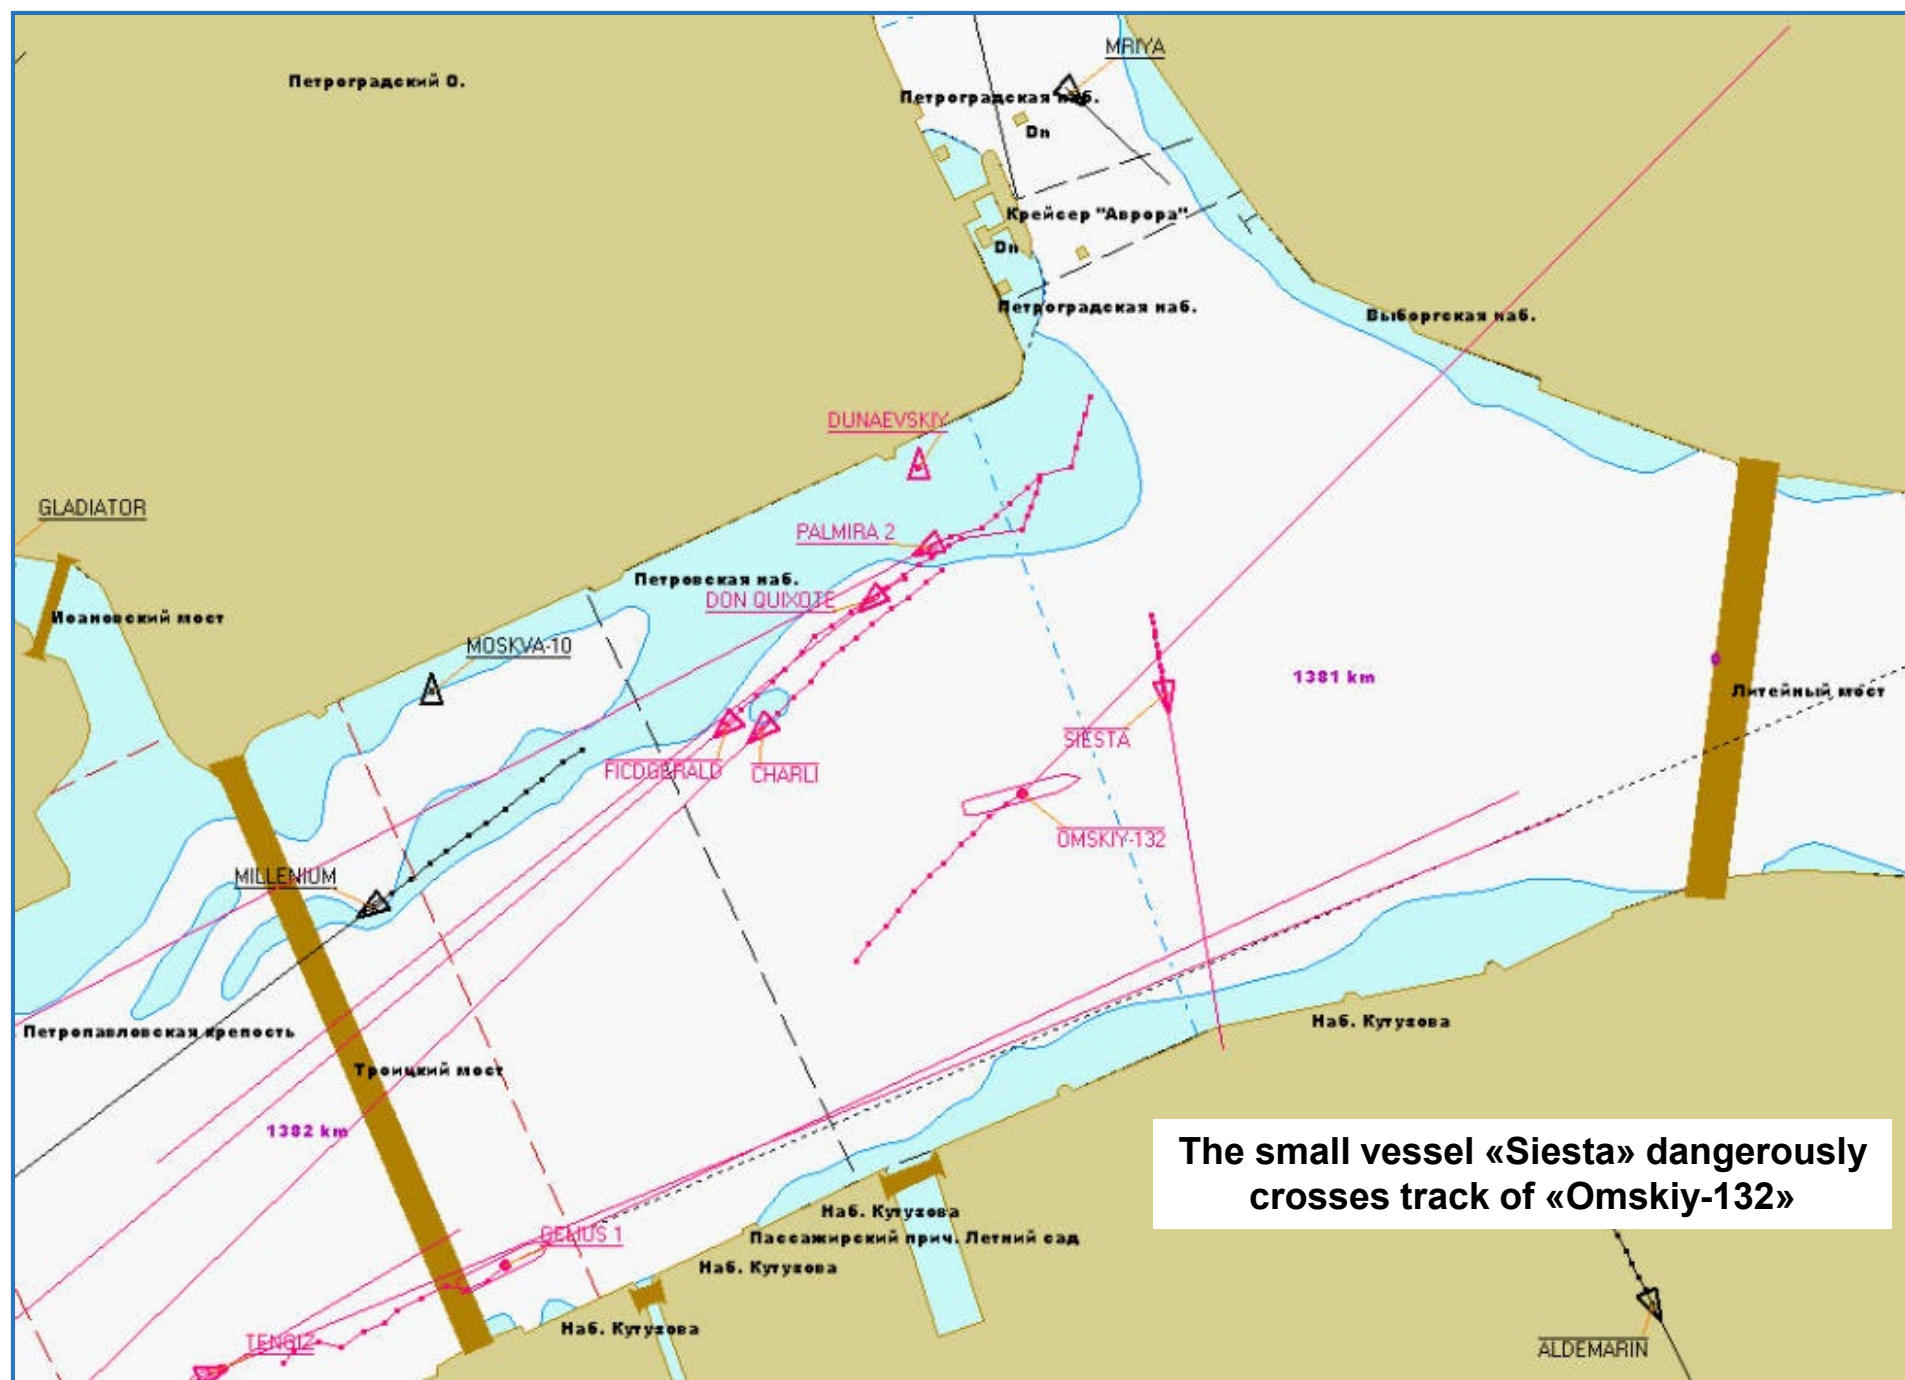 MRIYA
Петроградский О.
Петроградская наб.
Dn
Крейсер "Аврора"
Dn
Петроградская наб.
Выборгская наб.
DUNAEVSKIY
GLADIATOR
PALMIRA 2
Петровская наб.
DON QUIXOTE
Иоановский мост
MOSKVA-10
1381 km
0
Литейный мост
SIESTA
FICDGERALD
CHARLI
OMSKIY-132
MILLENIUM
Петропавловская крепость
Наб. Кутузова
Троицкий мост
1382 km
The small vessel «Siesta» dangerously
crosses track of «Omskiy-132»
Наб. Кутузова
GELIUS 1
Пассажирский прич. Летний сад
Наб. Кутузова
Наб. Кутузова
TENGIZ
ALDEMARIN